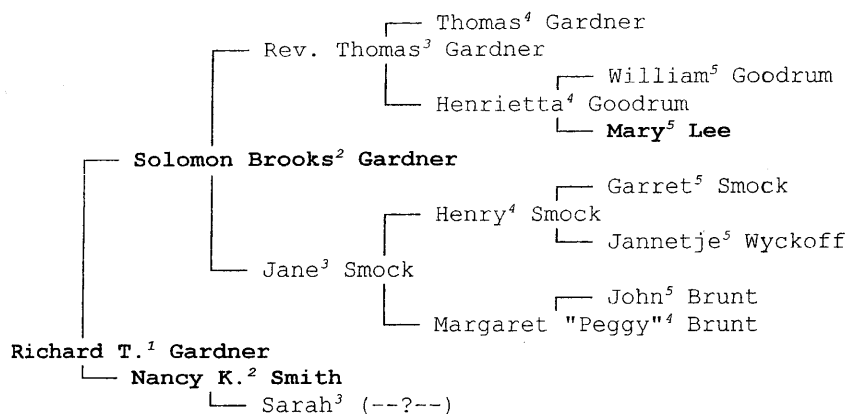 Thomas⁴ Gardner
Rev. Thomas³ Gardner
William⁵ Goodrum
Henrietta⁴ Goodrum
Mary⁵ Lee
Solomon Brooks² Gardner
Garret⁵ Smock
Henry⁴ Smock
Jannetje⁵ Wyckoff
Jane³ Smock
John⁵ Brunt
Margaret "Peggy"⁴ Brunt
Richard T.¹ Gardner
Nancy K.² Smith
Sarah³ (--?--)